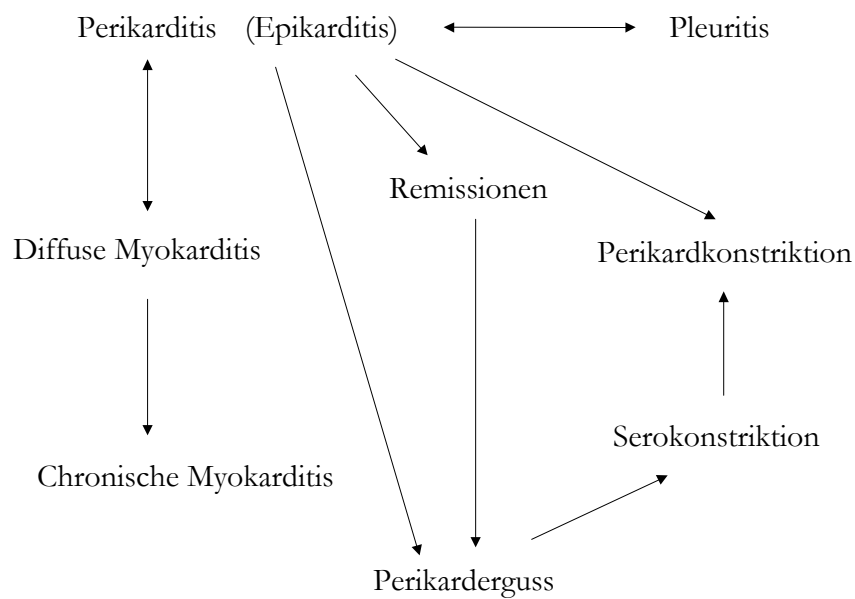 Perikarditis (Epikarditis) Pleuritis
Remissionen
Diffuse Myokarditis
Perikardkonstriktion
Serokonstriktion
Chronische Myokarditis
Perikarderguss